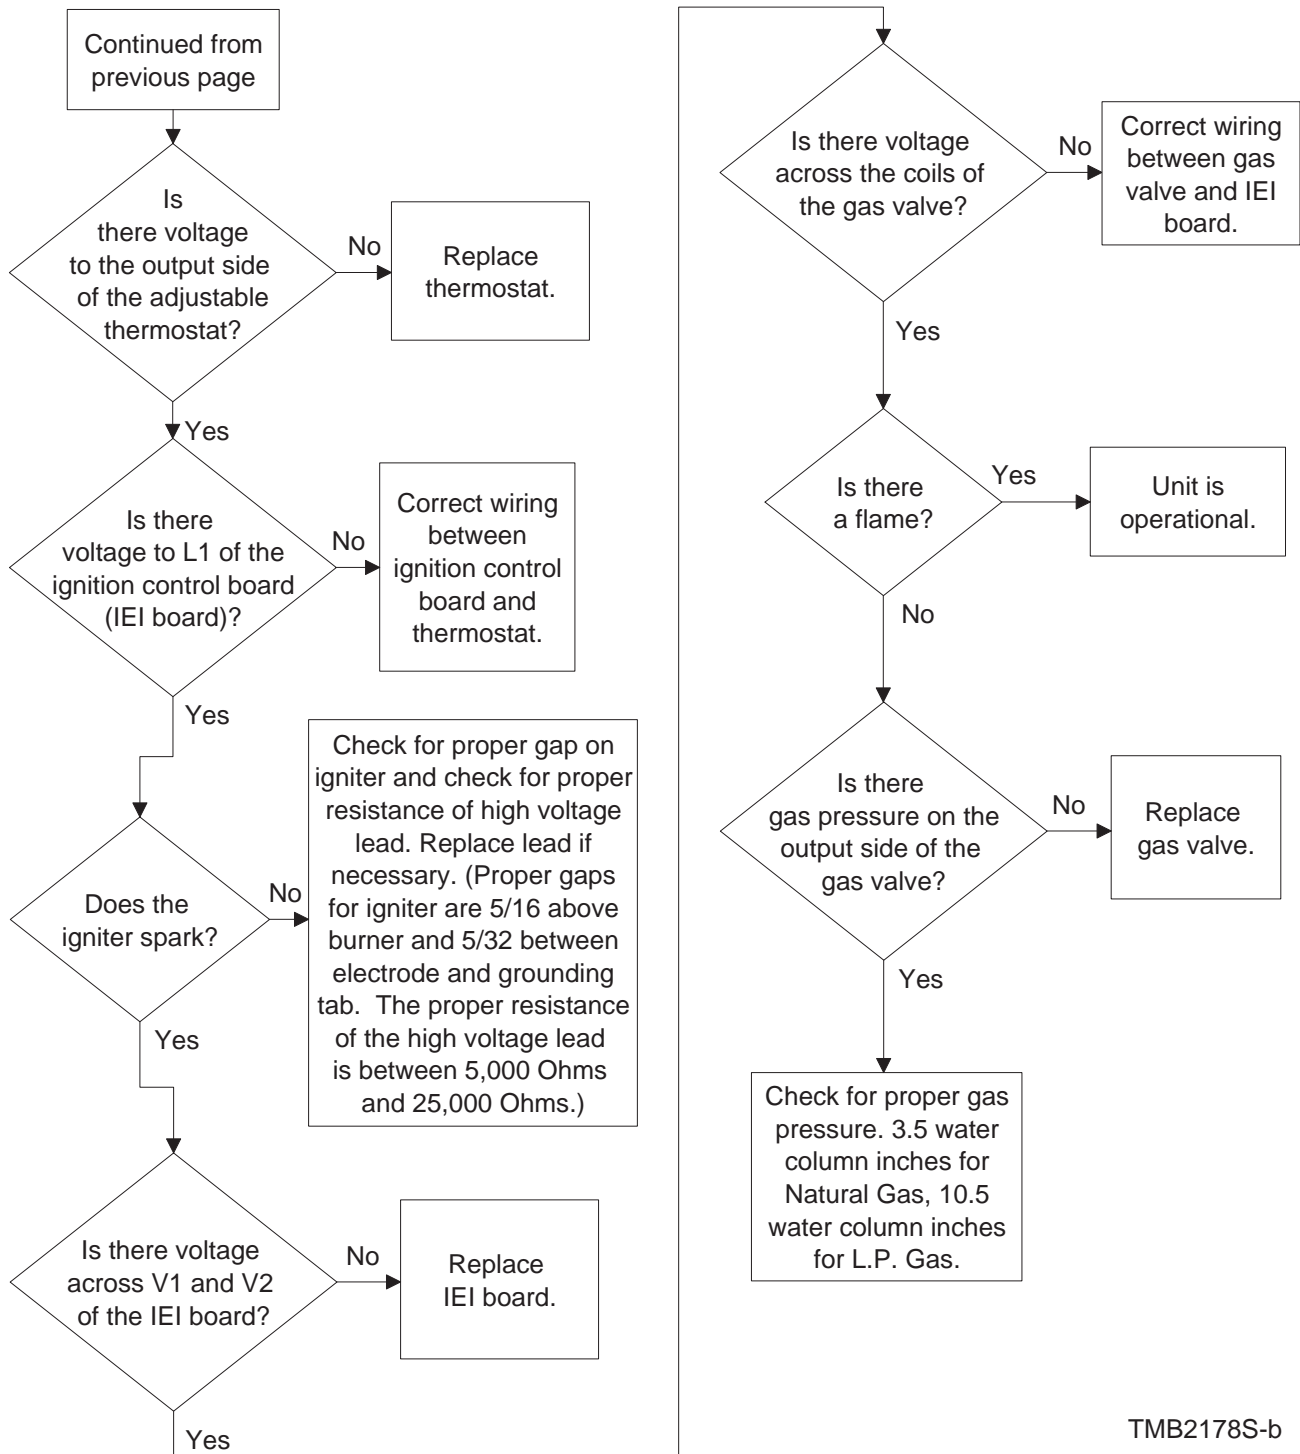 Continued from
previous page
Is
there voltage
to the output side
of the adjustable
thermostat?
No
Replace
thermostat.
Yes
Is there
voltage to L1 of the
ignition control board
(IEI board)?
No
Correct wiring
between
ignition control
board and
thermostat.
Yes
Does the
igniter spark?
No
Check for proper gap on
igniter and check for proper
resistance of high voltage
lead. Replace lead if
necessary. (Proper gaps
for igniter are 5/16 above
burner and 5/32 between
electrode and grounding
tab. The proper resistance
of the high voltage lead
is between 5,000 Ohms
and 25,000 Ohms.)
Yes
Is there voltage
across V1 and V2
of the IEI board?
No
Replace
IEI board.
Yes
Is there voltage
across the coils of
the gas valve?
No
Correct wiring
between gas
valve and IEI
board.
Yes
Is there
a flame?
Yes
Unit is
operational.
No
Is there
gas pressure on the
output side of the
gas valve?
No
Replace
gas valve.
Yes
Check for proper gas
pressure. 3.5 water
column inches for
Natural Gas, 10.5
water column inches
for L.P. Gas.
TMB2178S-b